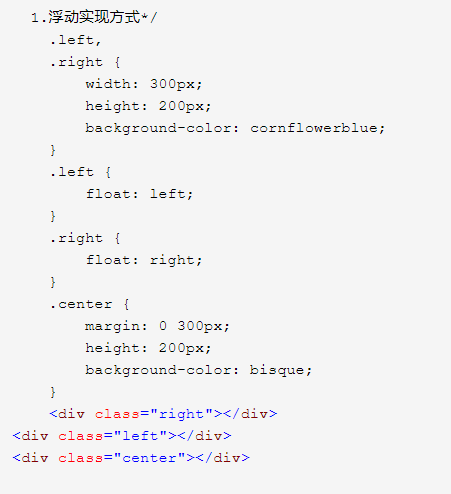 1.浮动实现方式*/
.left,
.right {
width: 300px;
height: 200px;
background-color: cornflowerblue;
}
.left {
float: left;
}
.right {
float: right;
}
.center {
margin: 0 300px;
height: 200px;
background-color: bisque;
}
<div class="right"></div>
<div class="left"></div>
<div class="center"></div>